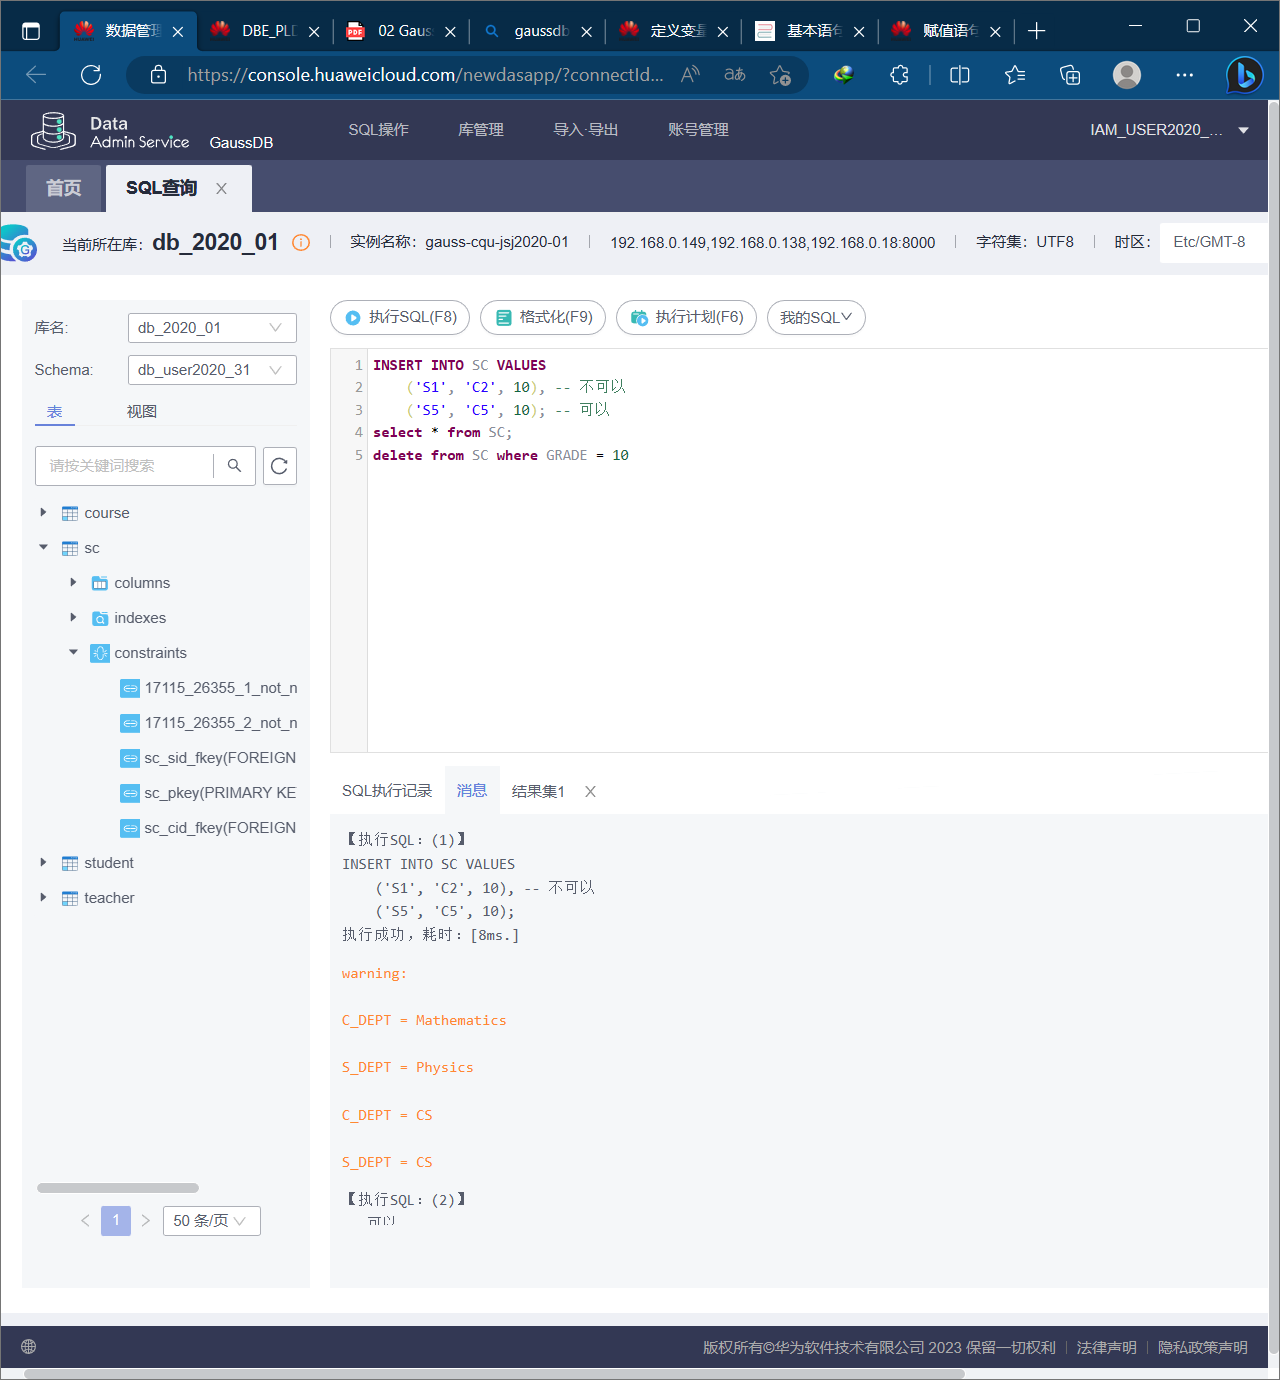 数据管理
DBE_PLD
02 Gaus
gaussdb
定义变量
基本语句
赋值语句
https://console.huaweicloud.com/newdasapp/?connectId...
Data
Admin Service
GaussDB
SQL操作
库管理
导入·导出
账号管理
IAM_USER2020_...
首页
SQL查询
当前所在库: db_2020_01
实例名称: gauss-cqu-jsj2020-01
192.168.0.149,192.168.0.138,192.168.0.18:8000
字符集: UTF8
时区:
Etc/GMT-8
库名:
db_2020_01
Schema:
db_user2020_31
表
视图
请按关键词搜索
course
sc
columns
indexes
constraints
17115_26355_1_not_n
17115_26355_2_not_n
sc_sid_fkey(FOREIGN
sc_pkey(PRIMARY KE
sc_cid_fkey(FOREIGN
student
teacher
1
50 条/页
执行SQL(F8)
格式化(F9)
执行计划(F6)
我的SQL
1 INSERT INTO SC VALUES
2 ('S1', 'C2', 10), -- 不可以
3 ('S5', 'C5', 10); -- 可以
4 select * from SC;
5 delete from SC where GRADE = 10
SQL执行记录
消息
结果集1
【执行SQL: (1)】
INSERT INTO SC VALUES
('S1', 'C2', 10), -- 不可以
('S5', 'C5', 10);
执行成功，耗时：[8ms.]
warning:
C_DEPT = Mathematics
S_DEPT = Physics
C_DEPT = CS
S_DEPT = CS
【执行SQL: (2)】
可以
版权所有©华为软件技术有限公司 2023 保留一切权利
法律声明
隐私政策声明